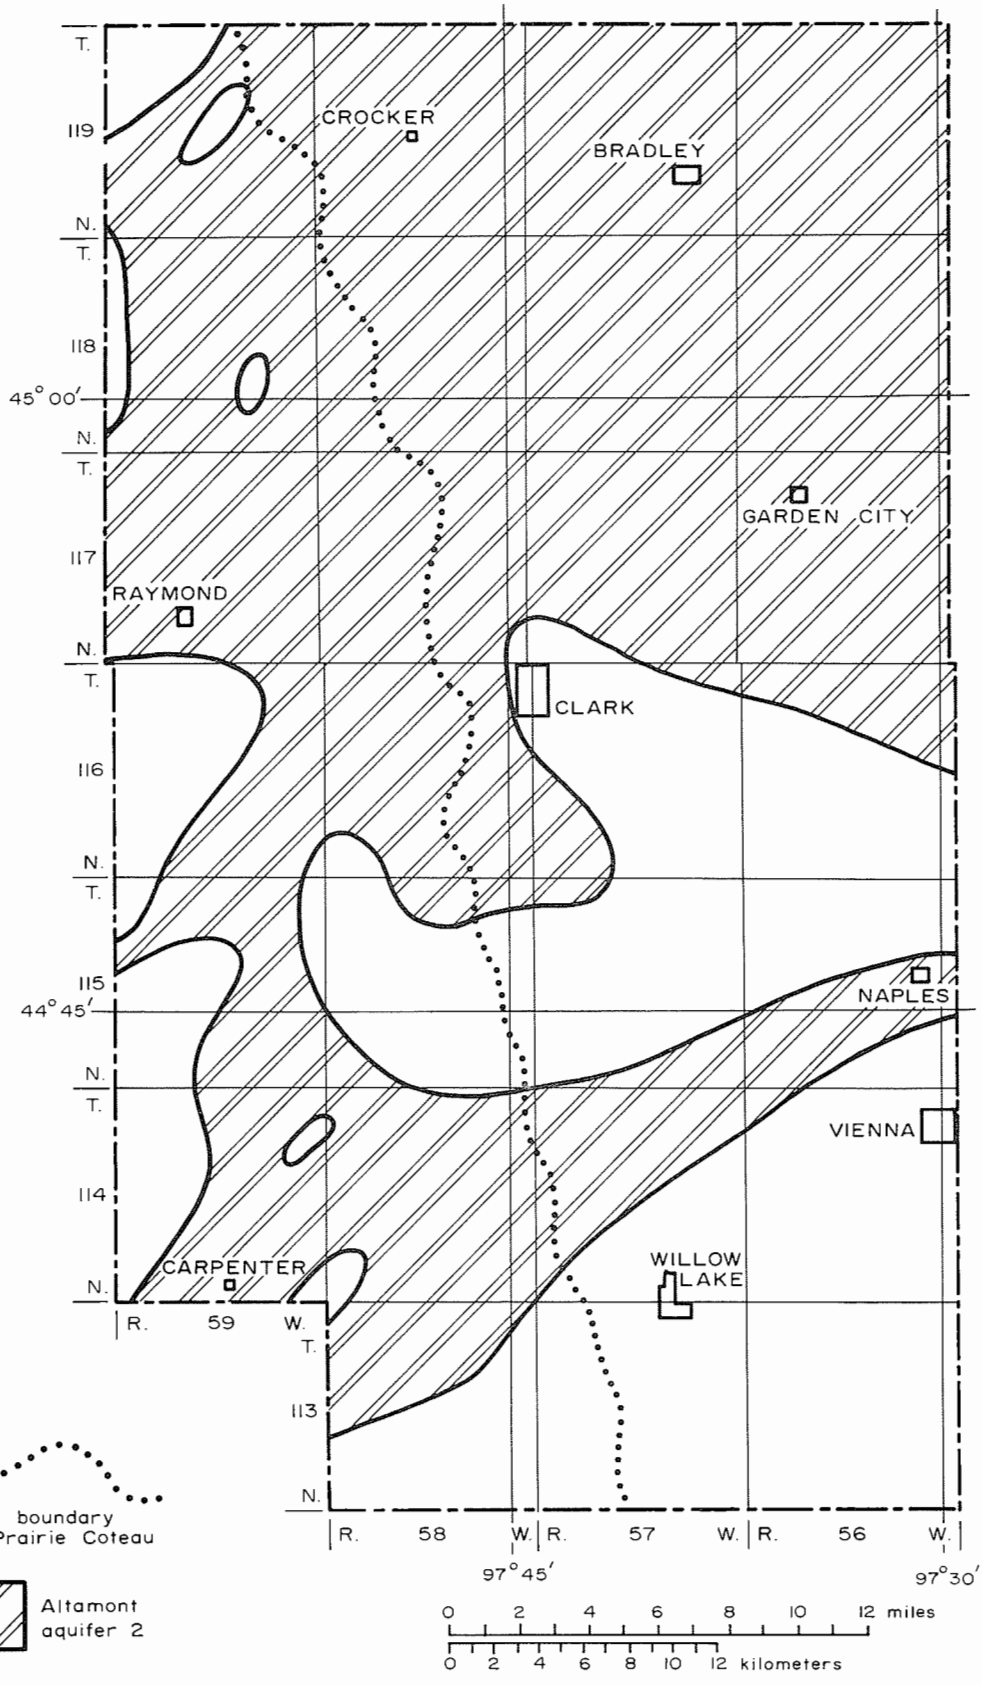 T.
119
CROCKER
BRADLEY
N.
T.
118
45° 00'
N.
T.
GARDEN CITY
117
RAYMOND
N.
T.
CLARK
116
N.
T.
115
44° 45'
NAPLES
N.
T.
VIENNA
114
CARPENTER
WILLOW
LAKE
N.
R. 59 W.
T.
113
N.
boundary
Prairie Coteau
R. 58 W. R. 57 W. R. 56 W.
97° 45'
97° 30'
Altamont
aquifer 2
0 2 4 6 8 10 12 miles
0 2 4 6 8 10 12 kilometers